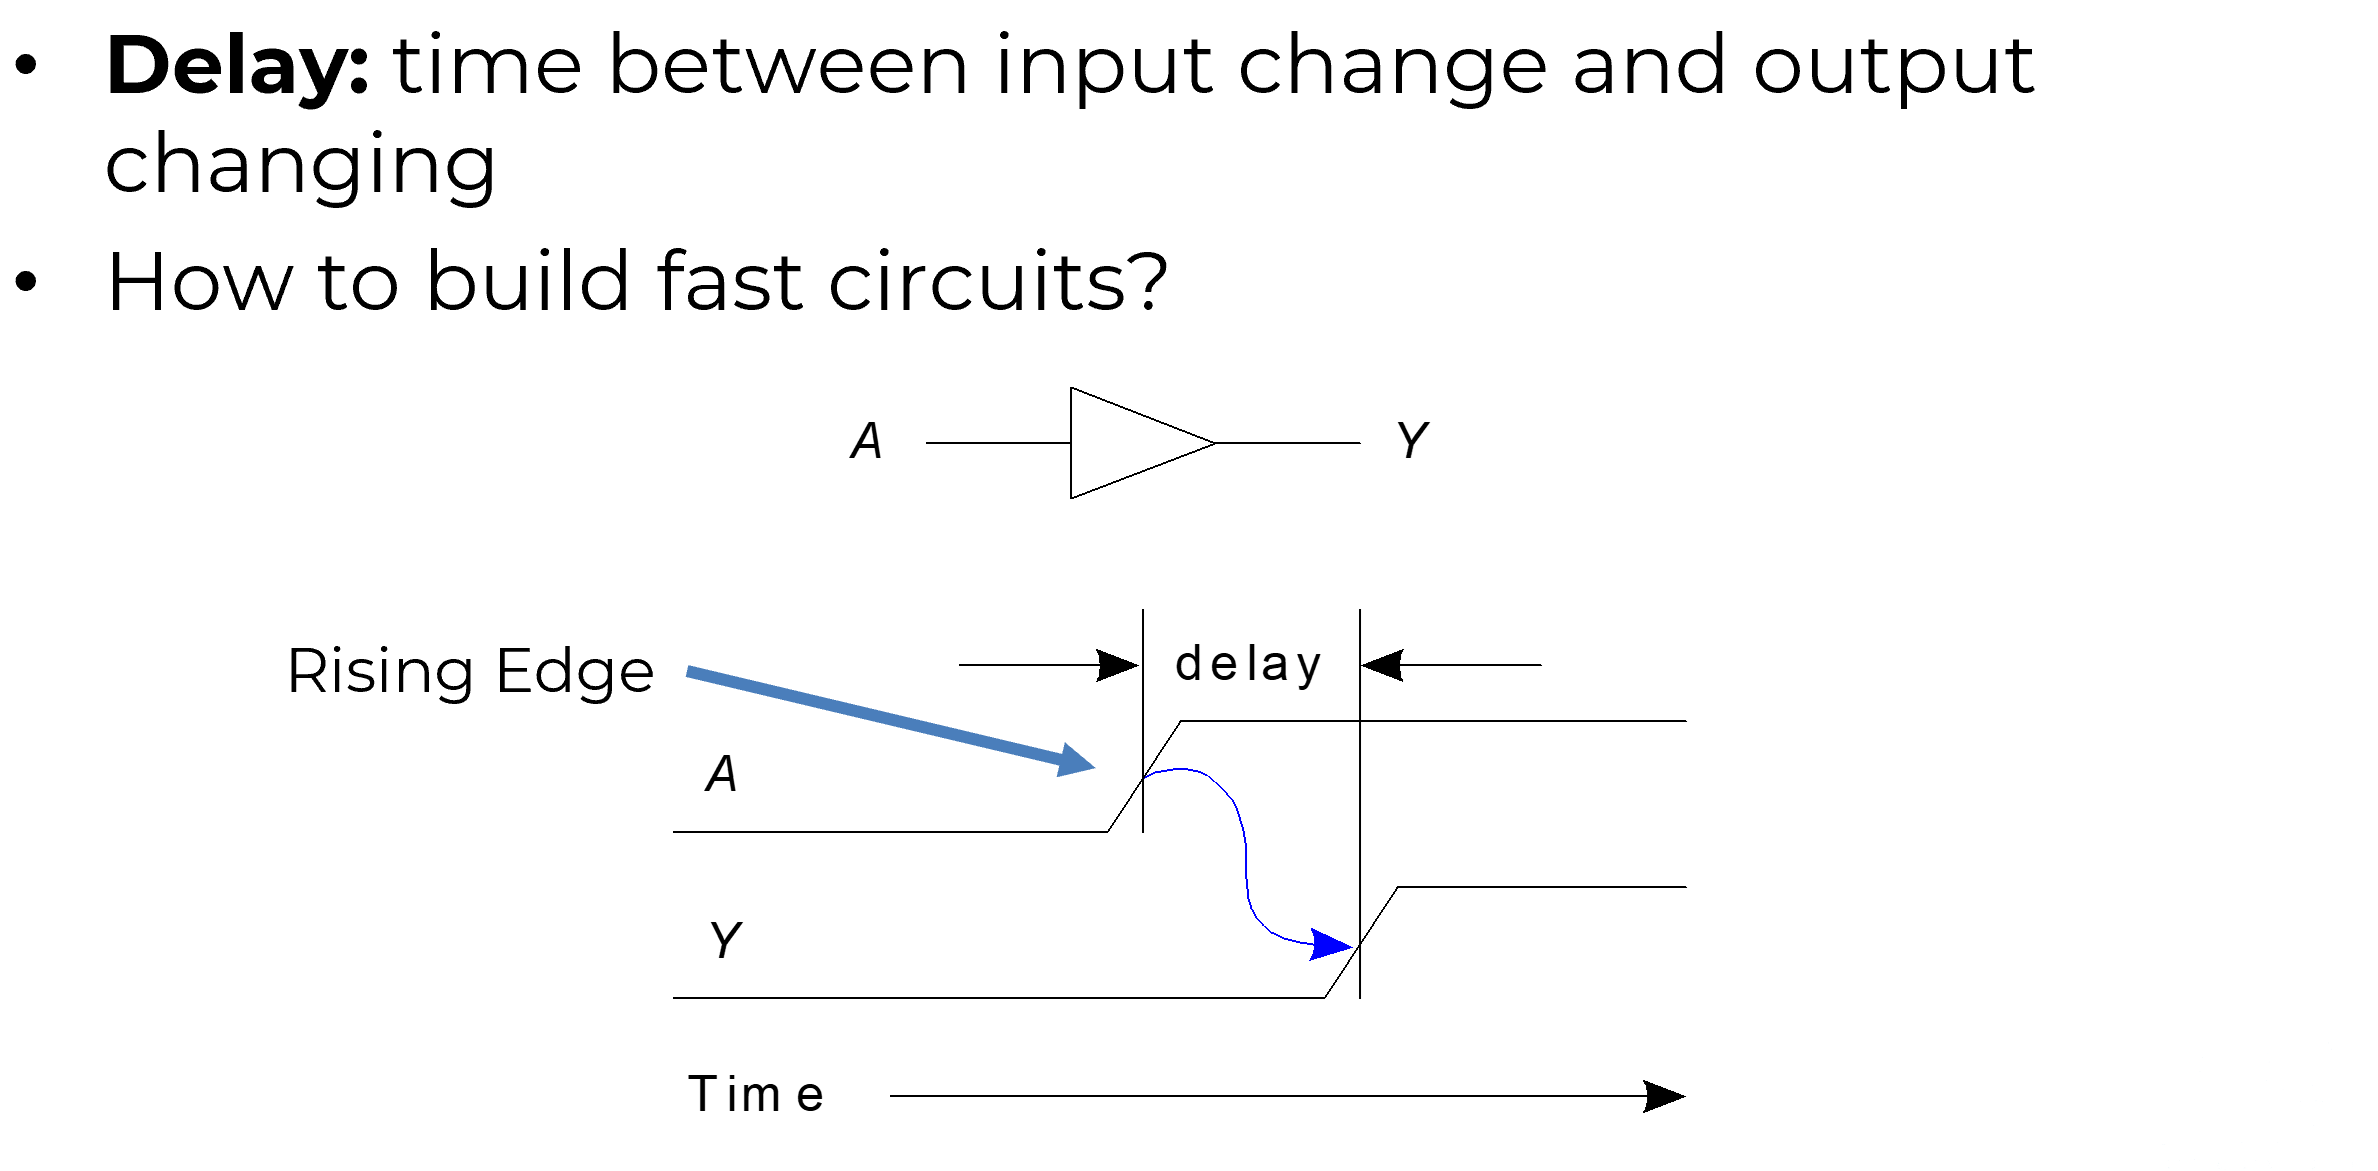 • Delay: time between input change and output
changing
• How to build fast circuits?
A Y
delay
Rising Edge
A
Y
Time